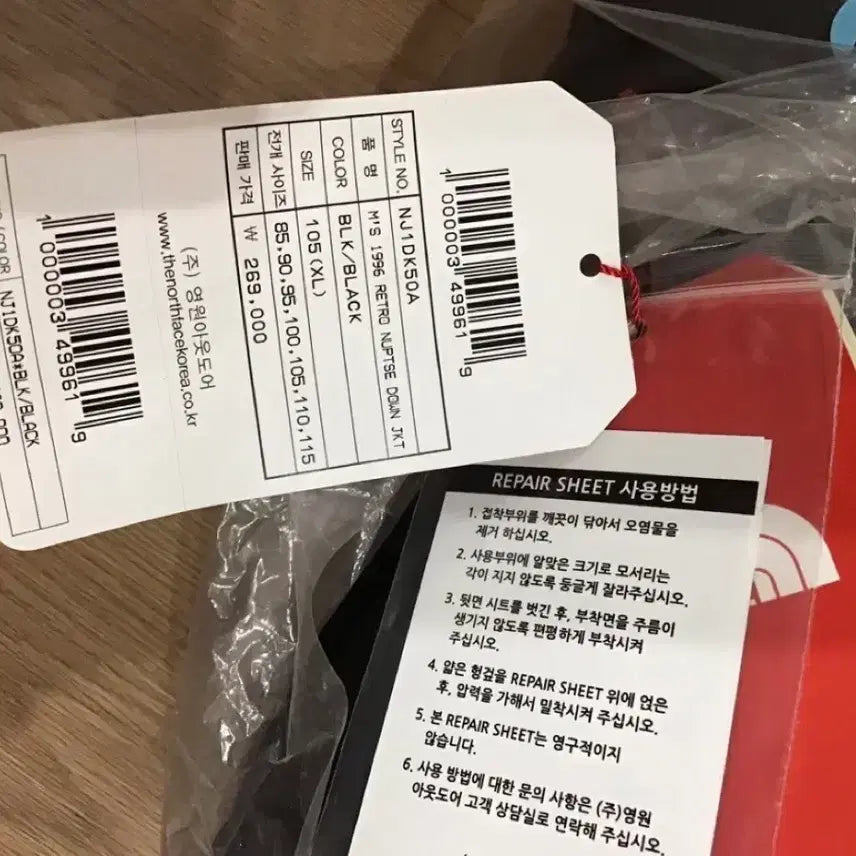 1 000003 499619
STYLE NO. NJ1DK50A
품 명 M'S 1996 RETRO NUPTSE DOWN JKT
COLOR BLK/BLACK
SIZE 105(XL)
전개 사이즈 85,90,95,100,105,110,115
판매 가격 ₩ 269,000
(주) 영원아웃도어
www.thenorthfacekorea.co.kr
1 000003 499619
NJ1DK50A*BLK/BLACK
REPAIR SHEET 사용방법
1. 접착부위를 깨끗이 닦아서 오염물을
제거 하십시오.
2. 사용부위에 알맞은 크기로 모서리는
각이 지지 않도록 둥글게 잘라주십시오.
3. 뒷면 시트를 벗긴 후, 부착면을 주름이
생기지 않도록 편평하게 부착시켜
주십시오.
4. 얇은 헝겊을 REPAIR SHEET 위에 얹은
후, 압력을 가해서 밀착시켜 주십시오.
5. 본 REPAIR SHEET는 영구적이지
않습니다.
6. 사용 방법에 대한 문의 사항은 (주)영원
아웃도어 고객 상담실로 연락해 주십시오.